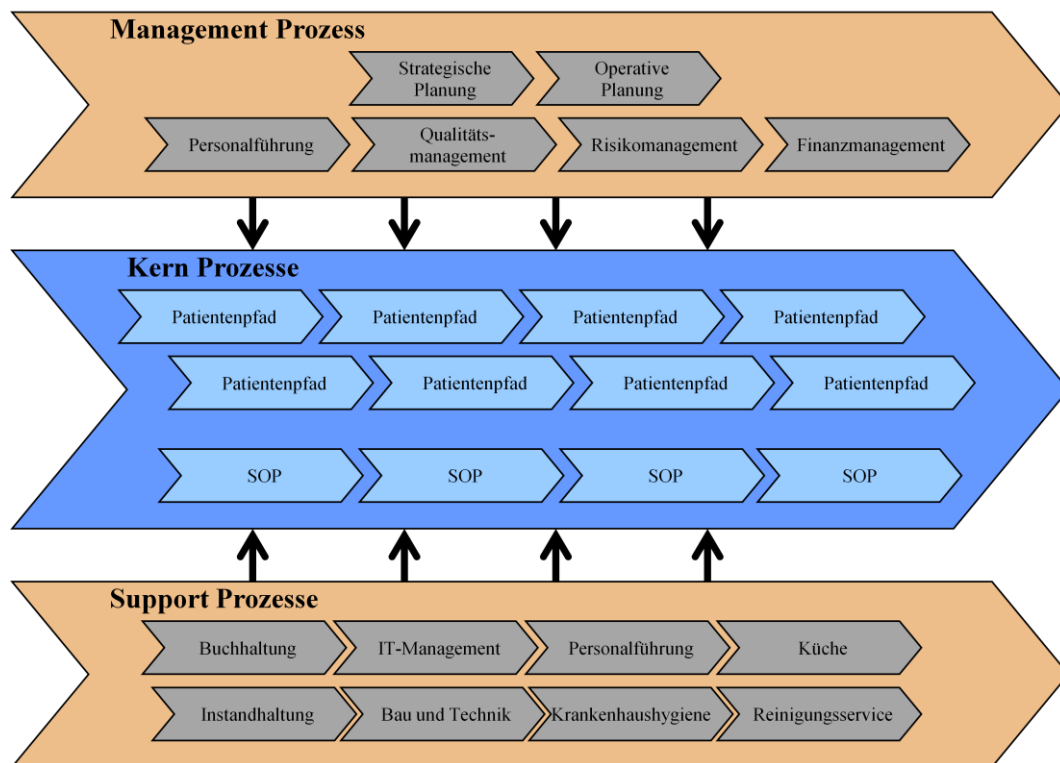 Management Prozess
Strategische
Planung
Operative
Planung
Personalführung
Qualitäts-
management
Risikomanagement
Finanzmanagement
Kern Prozesse
Patientenpfad
Patientenpfad
Patientenpfad
Patientenpfad
Patientenpfad
Patientenpfad
Patientenpfad
Patientenpfad
SOP
SOP
SOP
SOP
Support Prozesse
Buchhaltung
IT-Management
Personalführung
Küche
Instandhaltung
Bau und Technik
Krankenhaushygiene
Reinigungsservice